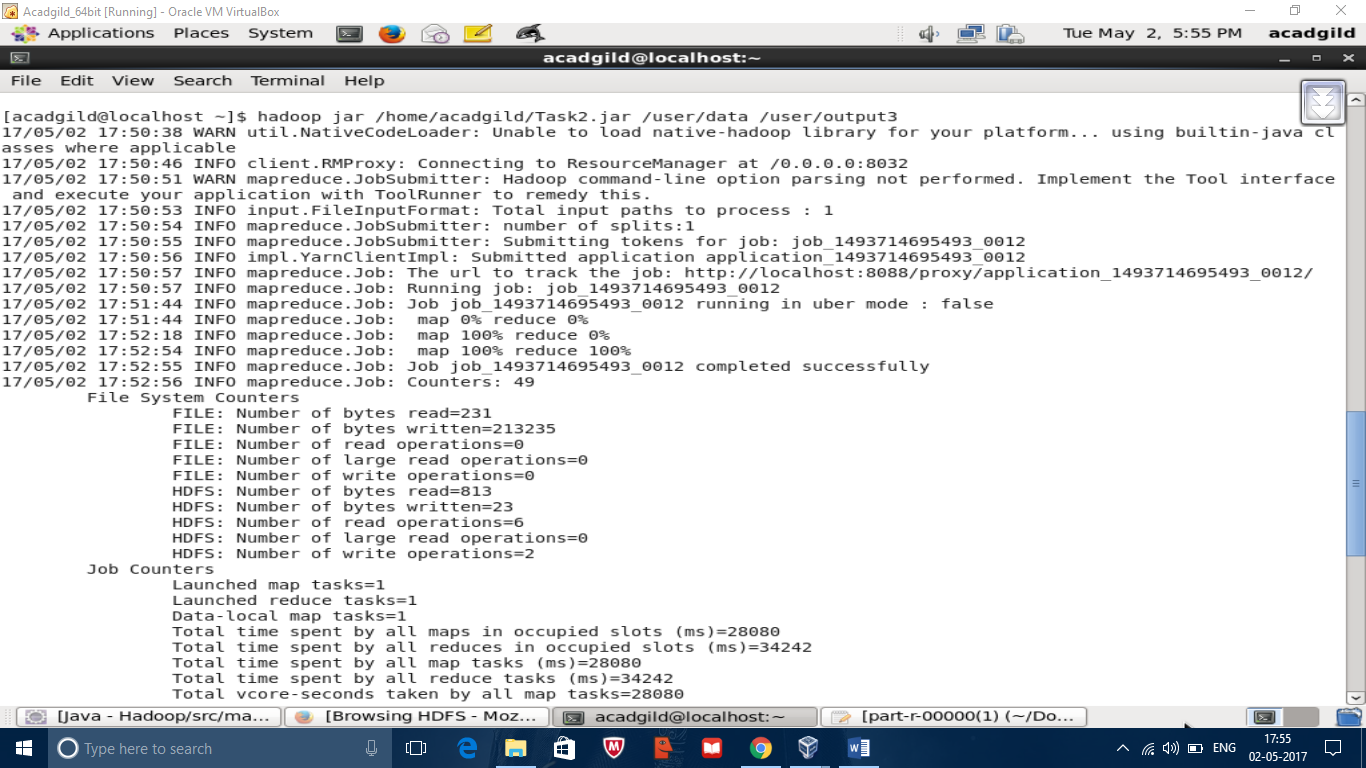 Acadgild_64bit [Running] - Oracle VM VirtualBox
Applications Places System Tue May 2, 5:55 PM acadgild
acadgild@localhost:~
File Edit View Search Terminal Help
[acadgild@localhost ~]$ hadoop jar /home/acadgild/Task2.jar /user/data /user/output3
17/05/02 17:50:38 WARN util.NativeCodeLoader: Unable to load native-hadoop library for your platform... using builtin-java cl
asses where applicable
17/05/02 17:50:46 INFO client.RMProxy: Connecting to ResourceManager at /0.0.0.0:8032
17/05/02 17:50:51 WARN mapreduce.JobSubmitter: Hadoop command-line option parsing not performed. Implement the Tool interface
and execute your application with ToolRunner to remedy this.
17/05/02 17:50:53 INFO input.FileInputFormat: Total input paths to process : 1
17/05/02 17:50:54 INFO mapreduce.JobSubmitter: number of splits:1
17/05/02 17:50:55 INFO mapreduce.JobSubmitter: Submitting tokens for job: job_1493714695493_0012
17/05/02 17:50:56 INFO impl.YarnClientImpl: Submitted application application_1493714695493_0012
17/05/02 17:50:57 INFO mapreduce.Job: The url to track the job: http://localhost:8088/proxy/application_1493714695493_0012/
17/05/02 17:50:57 INFO mapreduce.Job: Running job: job_1493714695493_0012
17/05/02 17:51:44 INFO mapreduce.Job: Job job_1493714695493_0012 running in uber mode : false
17/05/02 17:51:44 INFO mapreduce.Job:  map 0% reduce 0%
17/05/02 17:52:18 INFO mapreduce.Job:  map 100% reduce 0%
17/05/02 17:52:54 INFO mapreduce.Job:  map 100% reduce 100%
17/05/02 17:52:55 INFO mapreduce.Job: Job job_1493714695493_0012 completed successfully
17/05/02 17:52:56 INFO mapreduce.Job: Counters: 49
File System Counters
FILE: Number of bytes read=231
FILE: Number of bytes written=213235
FILE: Number of read operations=0
FILE: Number of large read operations=0
FILE: Number of write operations=0
HDFS: Number of bytes read=813
HDFS: Number of bytes written=23
HDFS: Number of read operations=6
HDFS: Number of large read operations=0
HDFS: Number of write operations=2
Job Counters
Launched map tasks=1
Launched reduce tasks=1
Data-local map tasks=1
Total time spent by all maps in occupied slots (ms)=28080
Total time spent by all reduces in occupied slots (ms)=34242
Total time spent by all map tasks (ms)=28080
Total time spent by all reduce tasks (ms)=34242
Total vcore-seconds taken by all map tasks=28080
[Java - Hadoop/src/ma... [Browsing HDFS - Moz... acadgild@localhost:~ [part-r-00000(1) (~/Do...
Type here to search ENG 17:55
02-05-2017